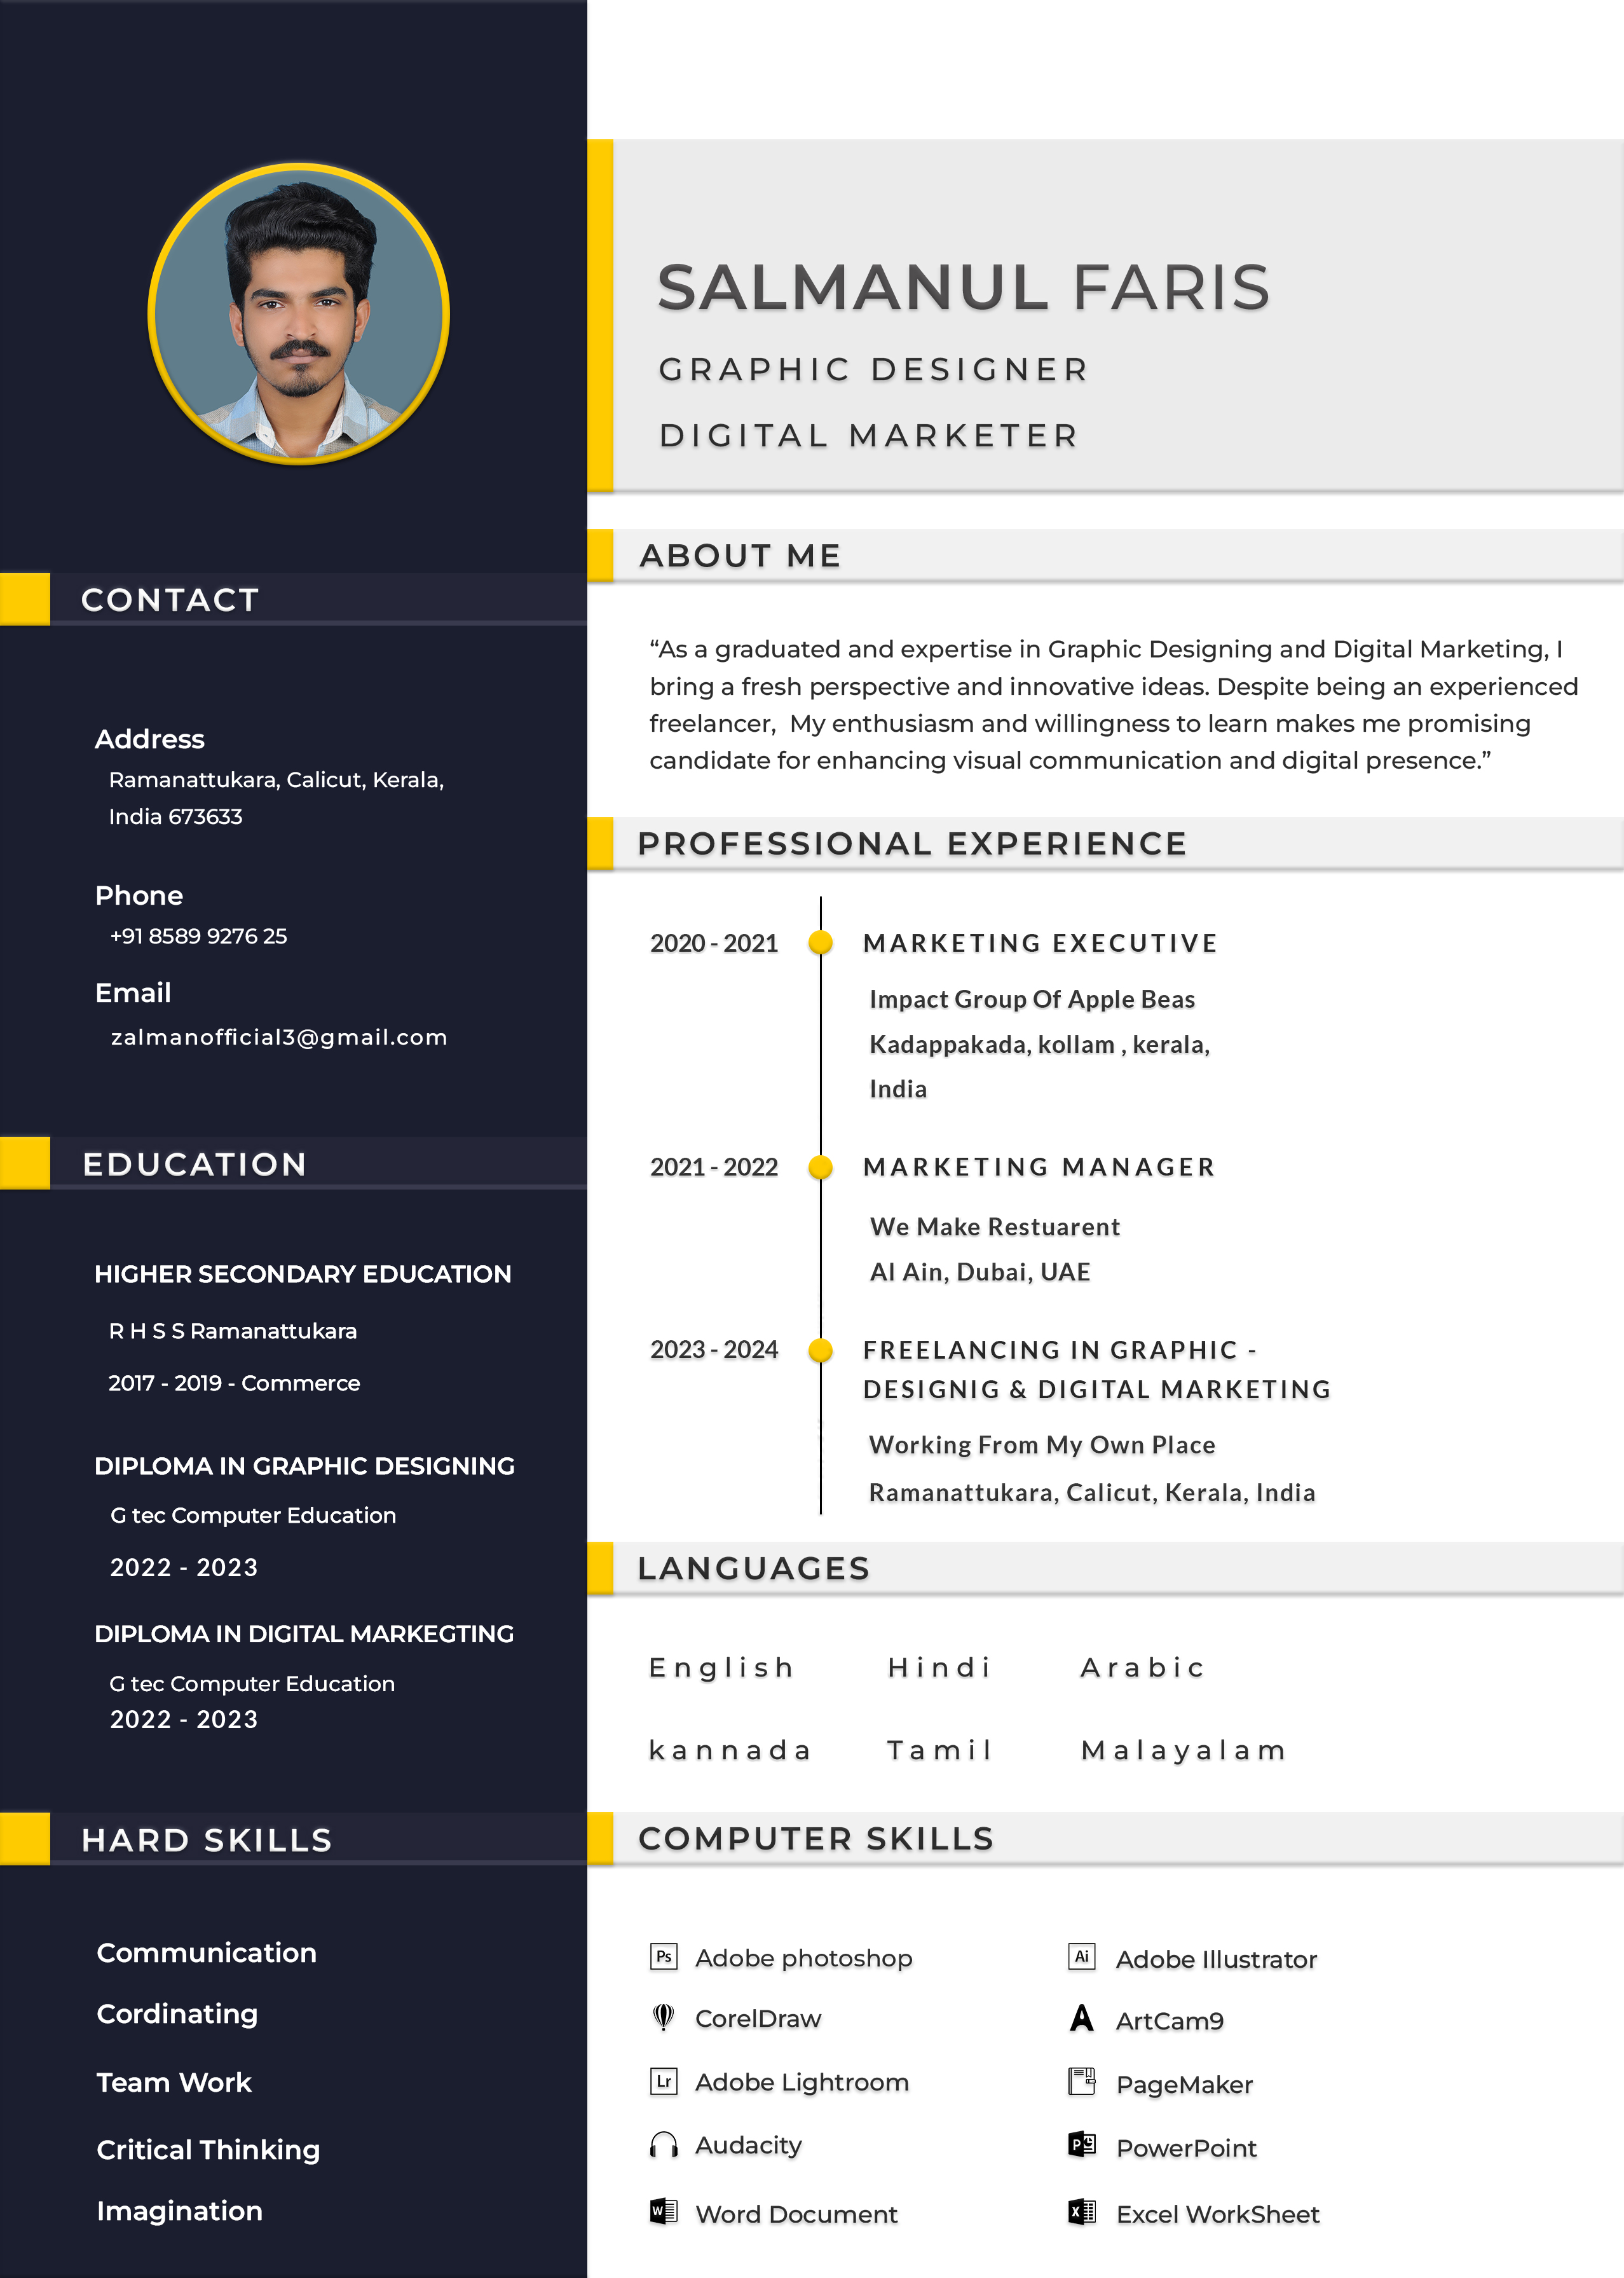 SALMANUL FARIS
GRAPHIC DESIGNER
DIGITAL MARKETER
CONTACT
Address
Ramanattukara, Calicut, Kerala,
India 673633
Phone
+91 8589 9276 25
Email
zalmanofficial3@gmail.com
EDUCATION
HIGHER SECONDARY EDUCATION
R H S S Ramanattukara
2017 - 2019 - Commerce
DIPLOMA IN GRAPHIC DESIGNING
G tec Computer Education
2022 - 2023
DIPLOMA IN DIGITAL MARKEGTING
G tec Computer Education
2022 - 2023
HARD SKILLS
Communication
Cordinating
Team Work
Critical Thinking
Imagination
ABOUT ME
“As a graduated and expertise in Graphic Designing and Digital Marketing, I
bring a fresh perspective and innovative ideas. Despite being an experienced
freelancer,  My enthusiasm and willingness to learn makes me promising
candidate for enhancing visual communication and digital presence.”
PROFESSIONAL EXPERIENCE
2020 - 2021 MARKETING EXECUTIVE
Impact Group Of Apple Beas
Kadappakada, kollam , kerala,
India
2021 - 2022 MARKETING MANAGER
We Make Restuarent
Al Ain, Dubai, UAE
2023 - 2024 FREELANCING IN GRAPHIC -
DESIGNIG & DIGITAL MARKETING
Working From My Own Place
Ramanattukara, Calicut, Kerala, India
LANGUAGES
English Hindi Arabic
kannada Tamil Malayalam
COMPUTER SKILLS
Ps Adobe photoshop Ai Adobe Illustrator
CorelDraw ArtCam9
Lr Adobe Lightroom PageMaker
Audacity P PowerPoint
W Word Document X Excel WorkSheet